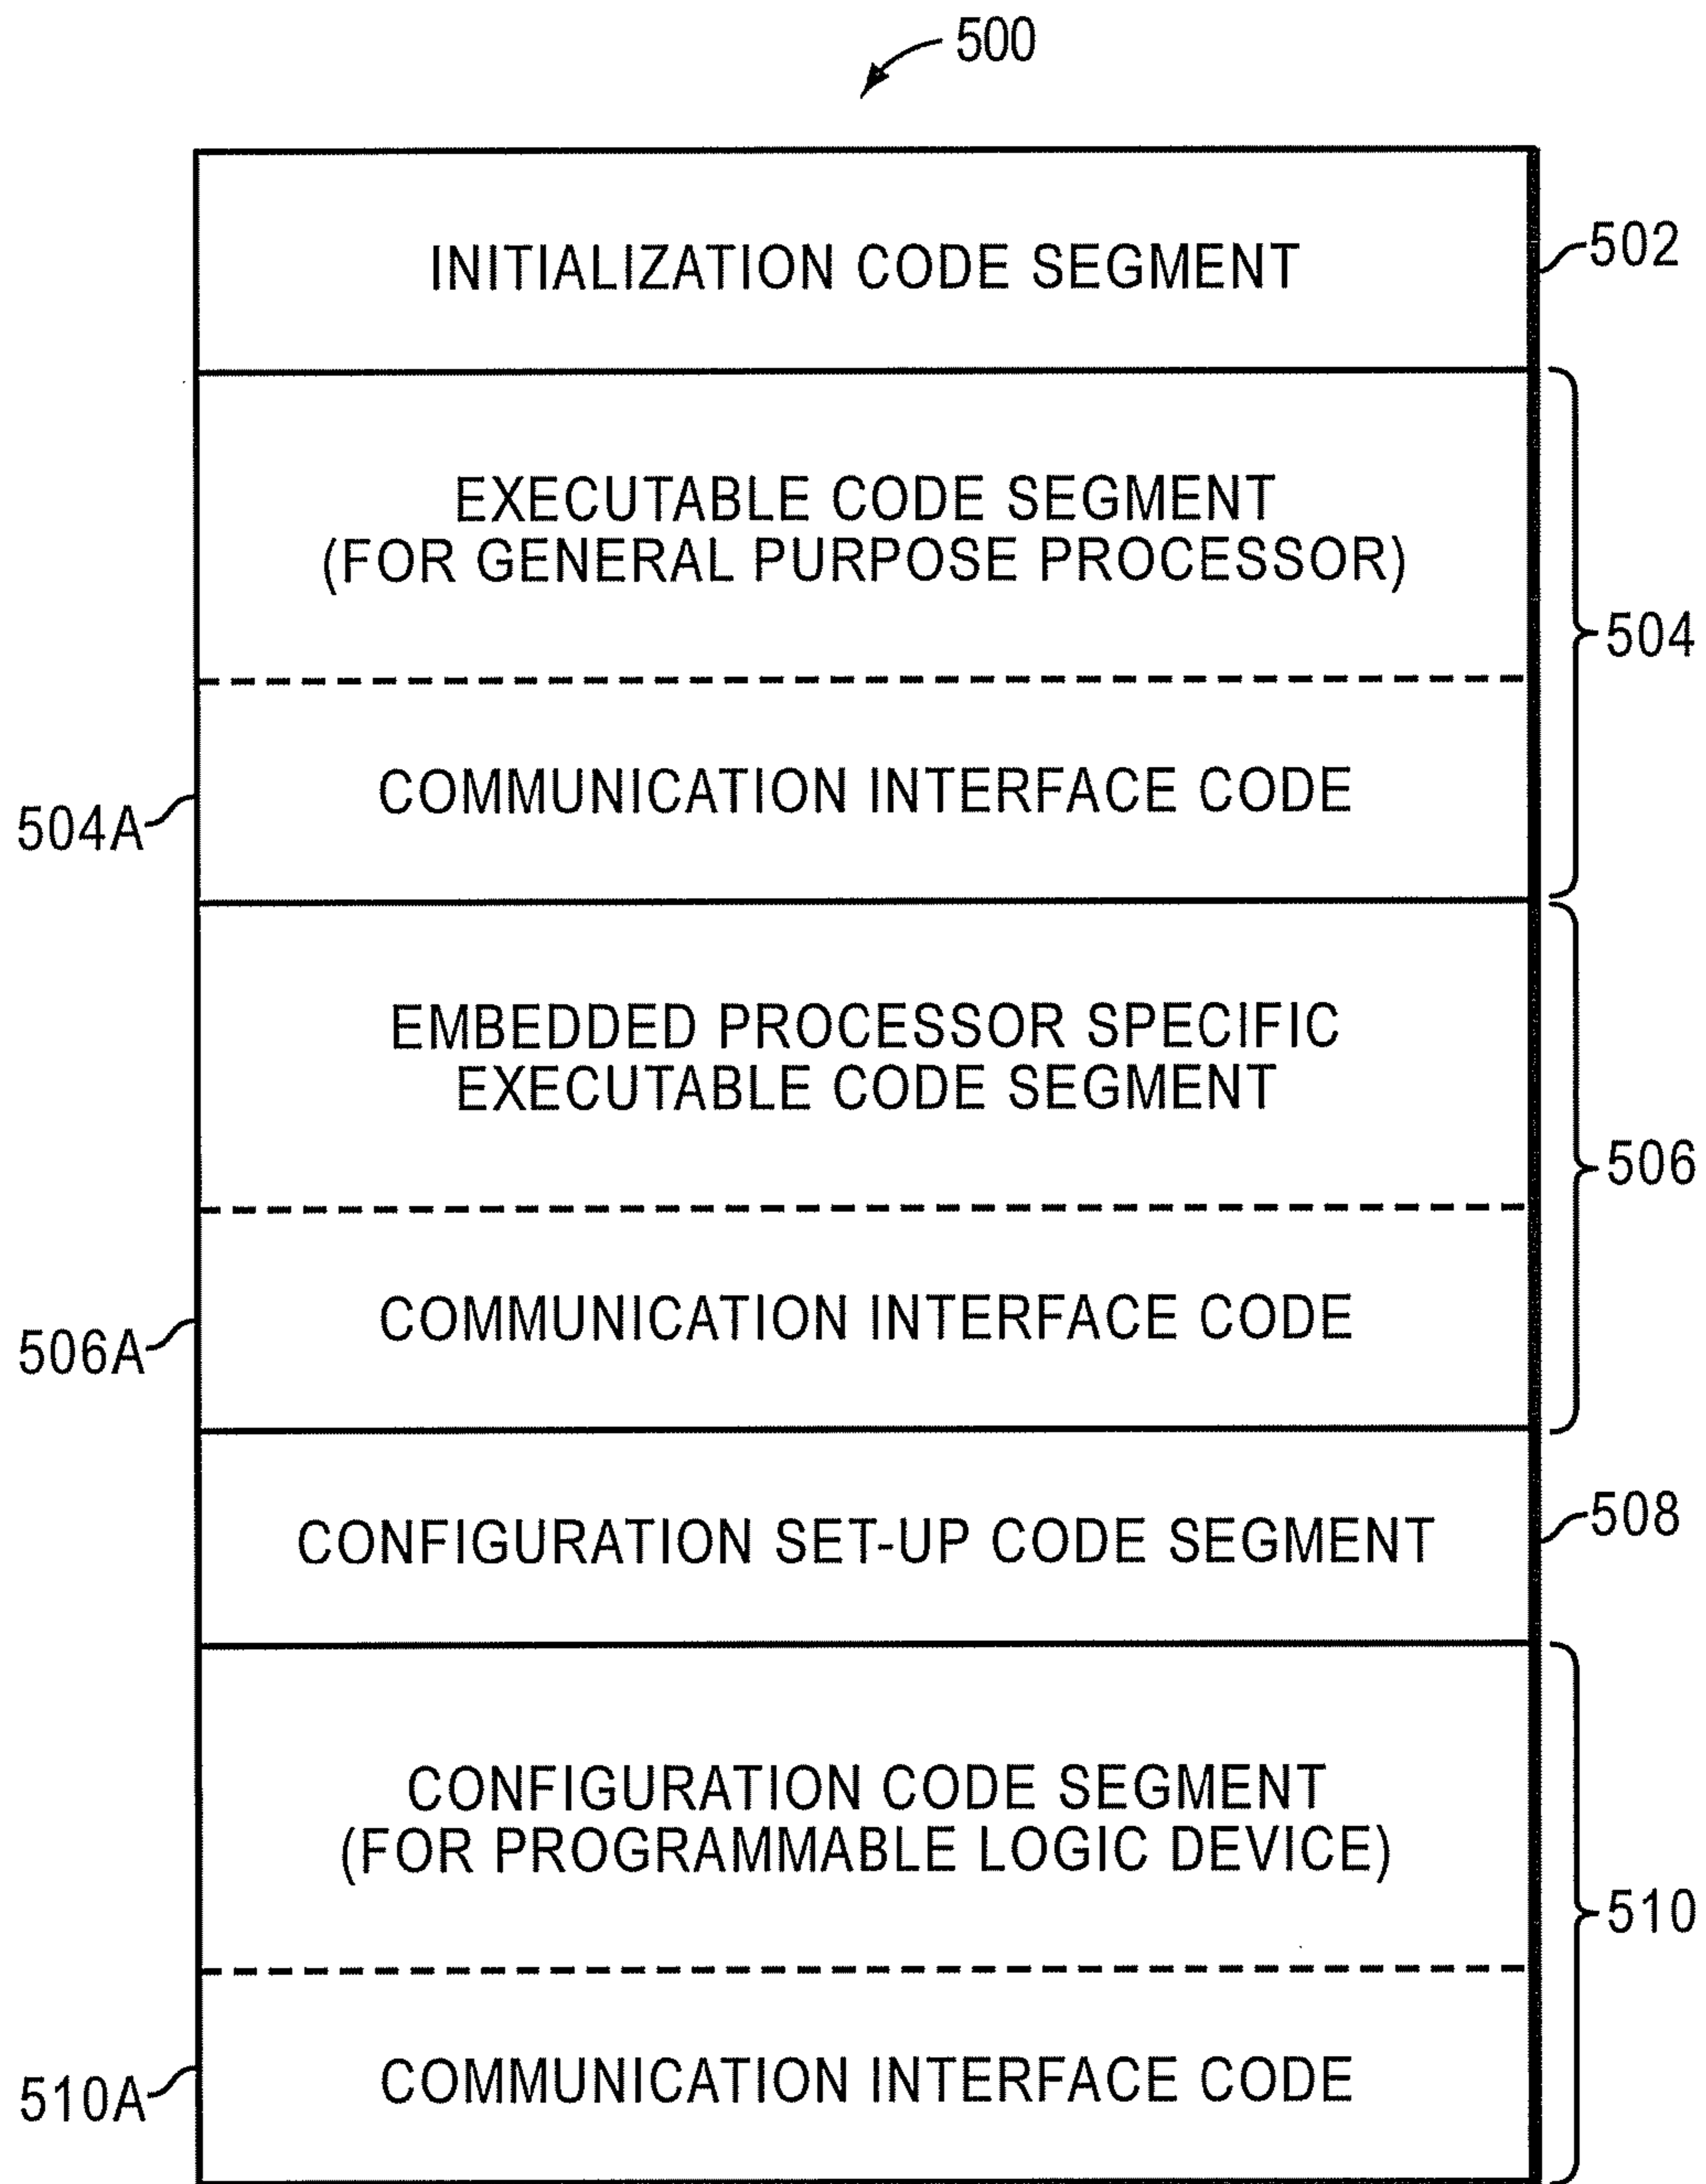 500
INITIALIZATION CODE SEGMENT
502
EXECUTABLE CODE SEGMENT
(FOR GENERAL PURPOSE PROCESSOR)
504
COMMUNICATION INTERFACE CODE
504A
EMBEDDED PROCESSOR SPECIFIC
EXECUTABLE CODE SEGMENT
506
COMMUNICATION INTERFACE CODE
506A
CONFIGURATION SET-UP CODE SEGMENT
508
CONFIGURATION CODE SEGMENT
(FOR PROGRAMMABLE LOGIC DEVICE)
510
COMMUNICATION INTERFACE CODE
510A